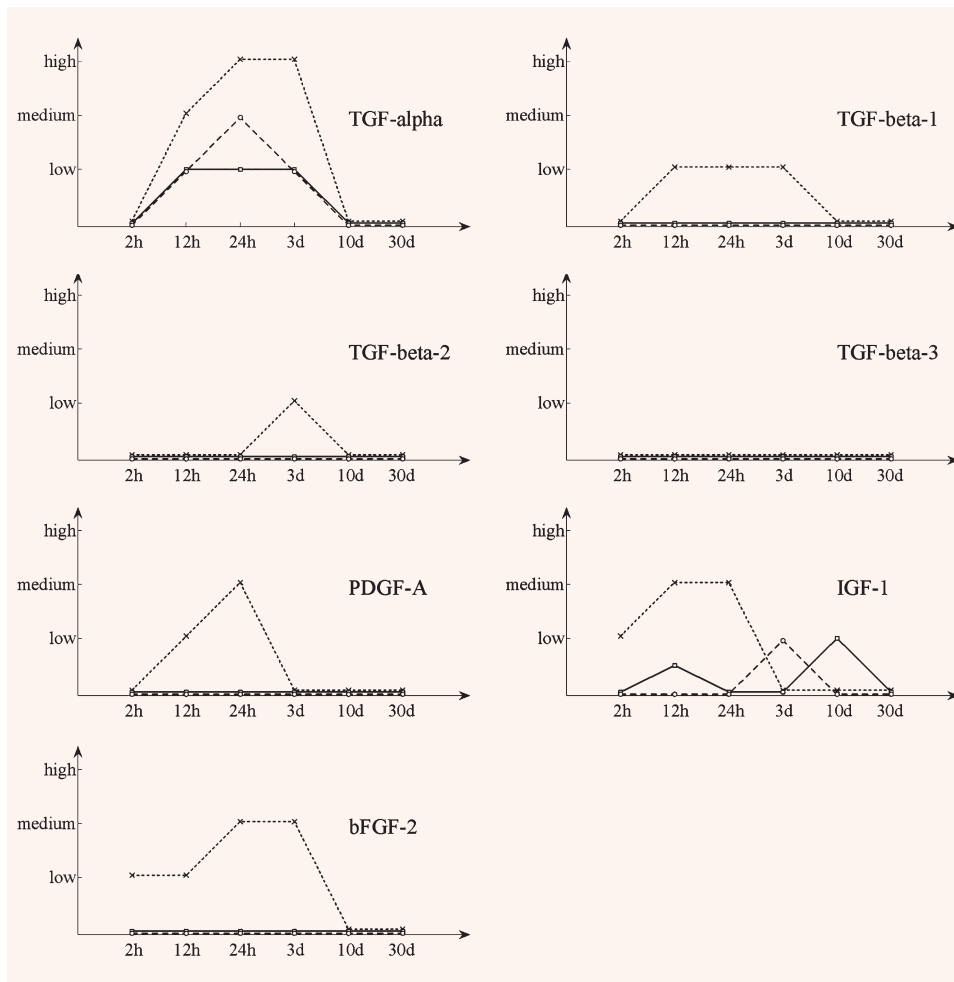 high
medium
low
TGF-alpha
2h 12h 24h 3d 10d 30d
high
medium
low
TGF-beta-1
2h 12h 24h 3d 10d 30d
high
medium
low
TGF-beta-2
2h 12h 24h 3d 10d 30d
high
medium
low
TGF-beta-3
2h 12h 24h 3d 10d 30d
high
medium
low
PDGF-A
2h 12h 24h 3d 10d 30d
high
medium
low
IGF-1
2h 12h 24h 3d 10d 30d
high
medium
low
bFGF-2
2h 12h 24h 3d 10d 30d